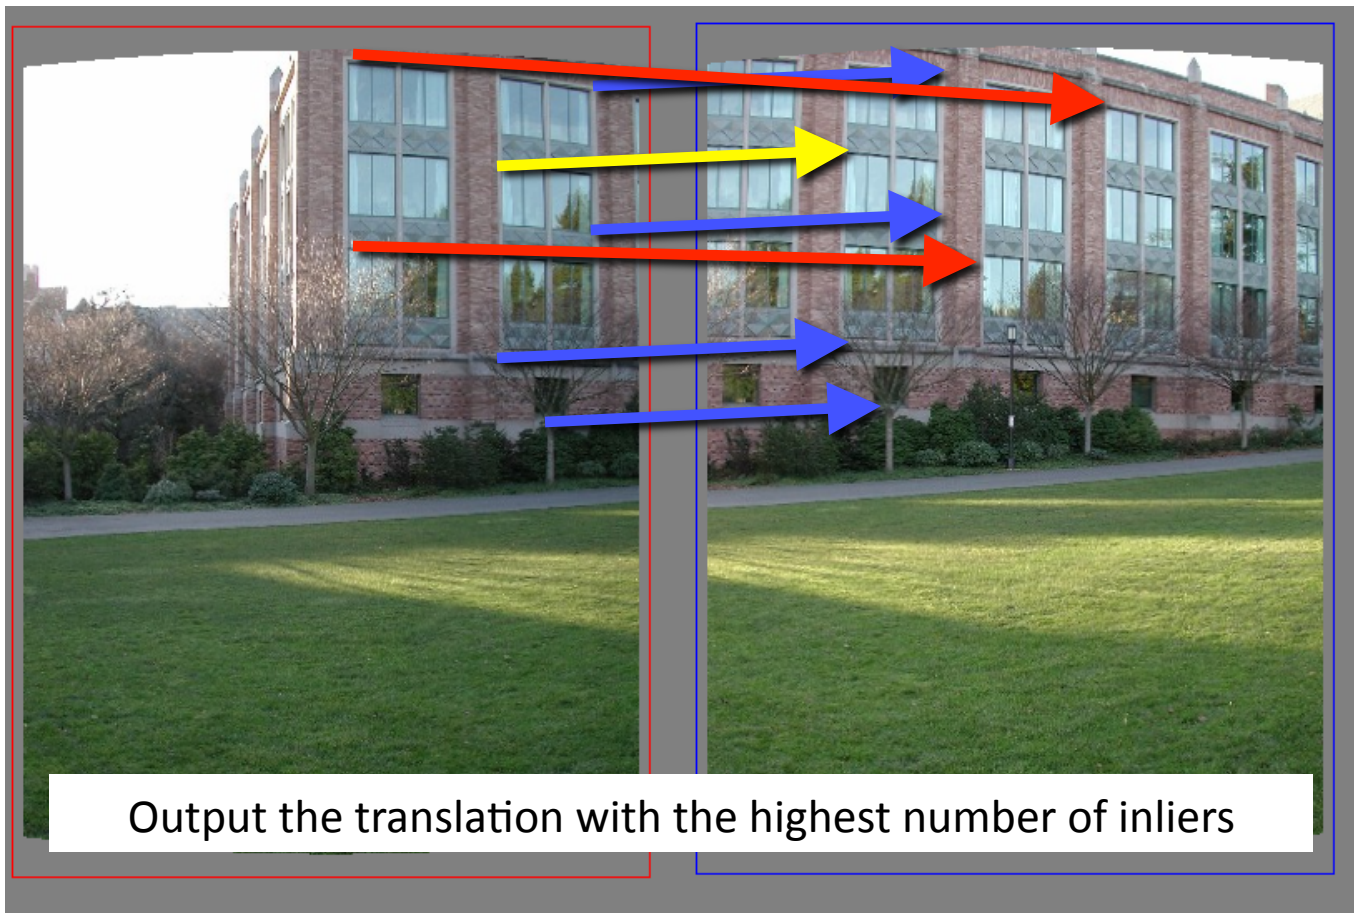 Output the translation with the highest number of inliers